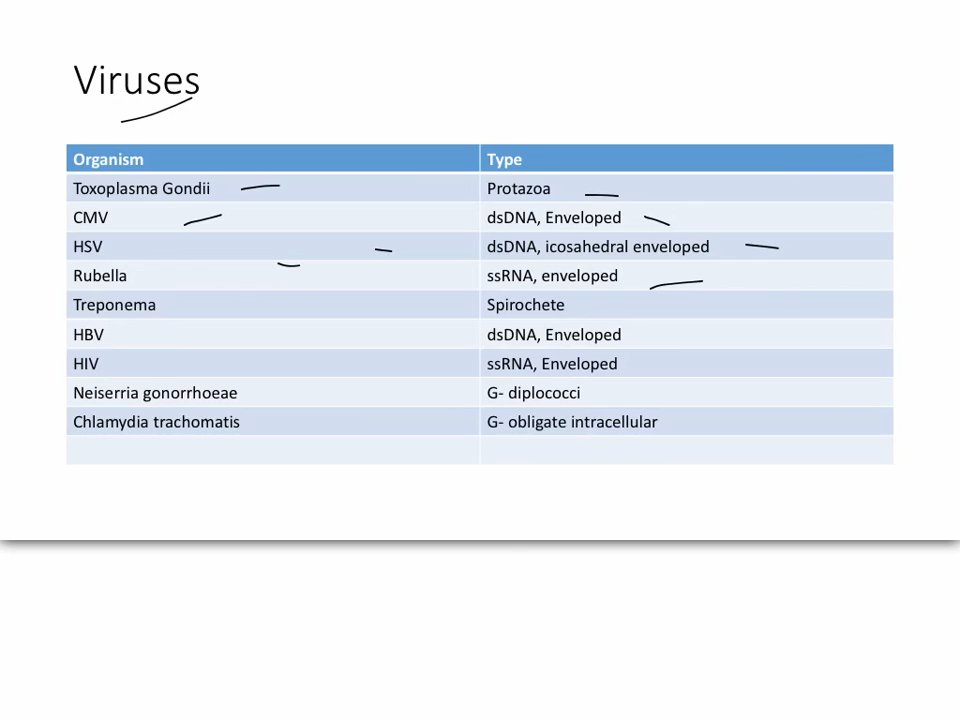 Viruses
Organism Type
Toxoplasma Gondii Protazoa
CMV dsDNA, Enveloped
HSV dsDNA, icosahedral enveloped
Rubella ssRNA, enveloped
Treponema Spirochete
HBV dsDNA, Enveloped
HIV ssRNA, Enveloped
Neiserria gonorrhoeae G- diplococci
Chlamydia trachomatis G- obligate intracellular